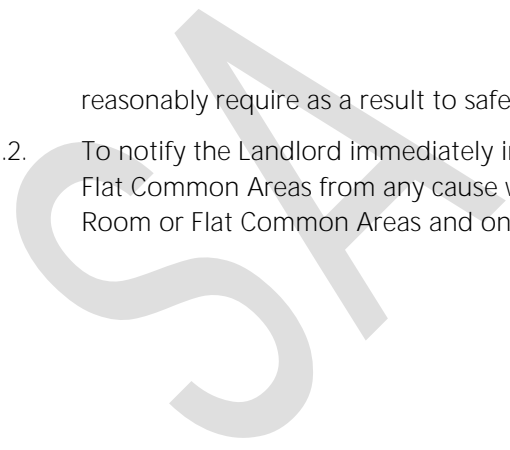 reasonably require as a result to safe
.2. To notify the Landlord immediately i
Flat Common Areas from any cause
Room or Flat Common Areas and on
SA